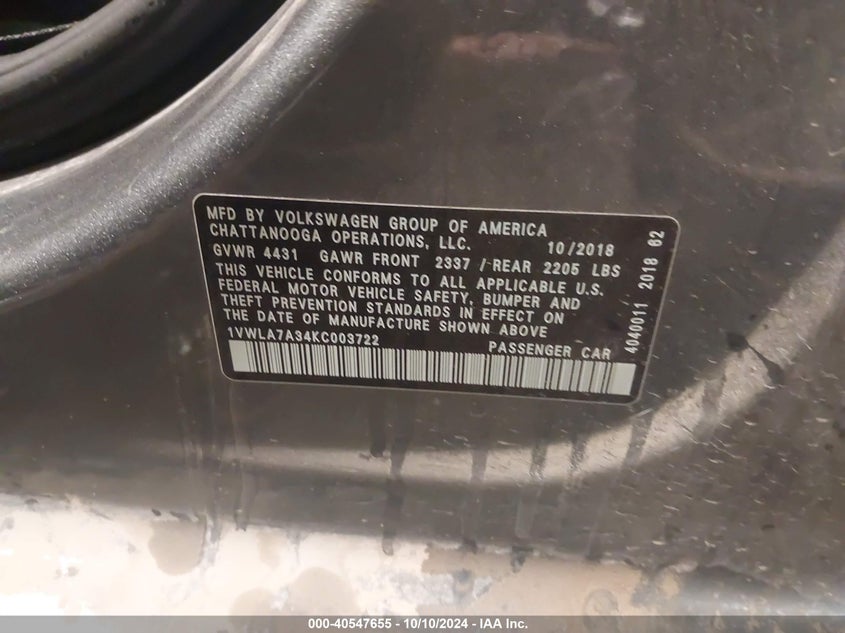 MFD BY VOLKSWAGEN GROUP OF AMERICA
CHATTANOOGA OPERATIONS, LLC. 10/2018
GVWR 4431 GAWR FRONT 2337 / REAR 2205 LBS
THIS VEHICLE CONFORMS TO ALL APPLICABLE U.S.
FEDERAL MOTOR VEHICLE SAFETY, BUMPER AND
THEFT PREVENTION STANDARDS IN EFFECT ON
THE DATE OF MANUFACTURE SHOWN ABOVE
1VWLA7A34KC003722 PASSENGER CAR
4040011 2018 62
000-40547655 - 10/10/2024 - IAA Inc.